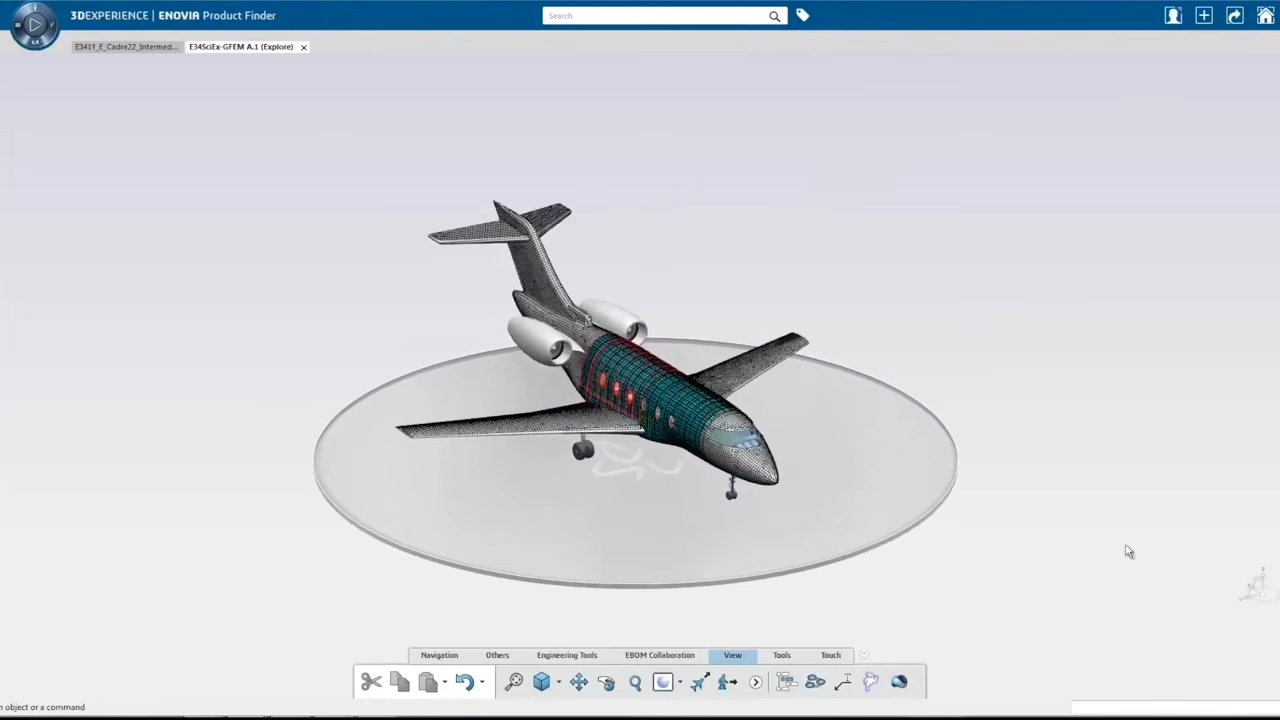 3DEXPERIENCE | ENOVIA Product Finder
Search
E341Y_E_Cadre22_Intermed...
E34SciEx-GFEM A.1 (Explore)
Navigation
Others
Engineering Tools
EBOM Collaboration
View
Tools
Touch
n object or a command